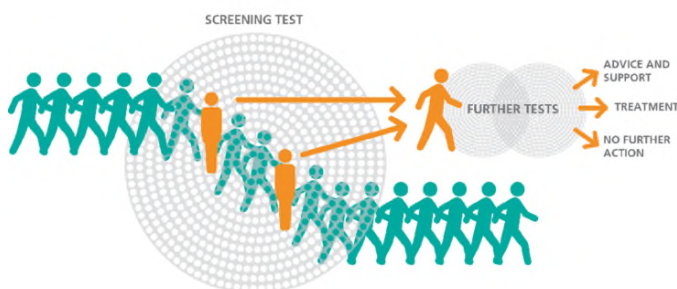 SCREENING TEST
ADVICE AND
SUPPORT
FURTHER TESTS
TREATMENT
NO FURTHER
ACTION